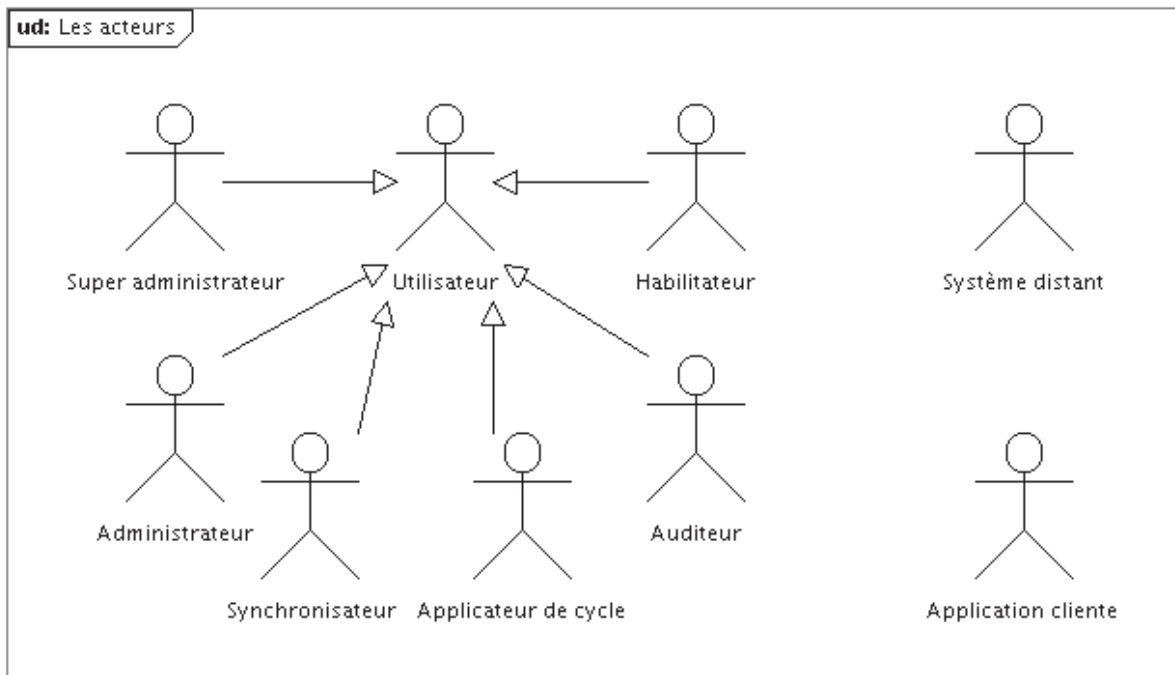 ud: Les acteurs
Super administrateur
Utilisateur
Habilitateur
Système distant
Administrateur
Auditeur
Synchronisateur
Applicateur de cycle
Application cliente